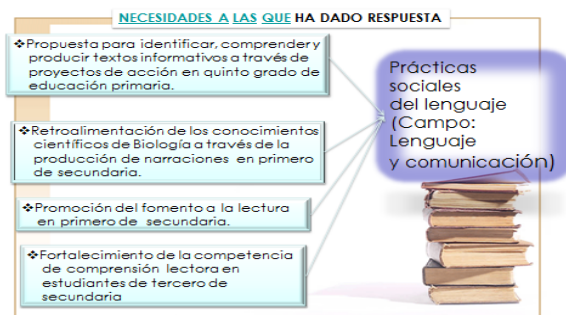 NECESIDADES A LAS QUE HA DADO RESPUESTA
❖Propuesta para identificar, comprender y
producir textos informativos a través de
proyectos de acción en quinto grado de
educación primaria.
❖Retroalimentación de los conocimientos
científicos de Biología a través de la
producción de narraciones en primero
de secundaria.
❖Promoción del fomento a la lectura
en primero de secundaria.
❖Fortalecimiento de la competencia
de comprensión lectora en
estudiantes de tercero de
secundaria
Prácticas
sociales
del lenguaje
(Campo:
Lenguaje
y comunicación)